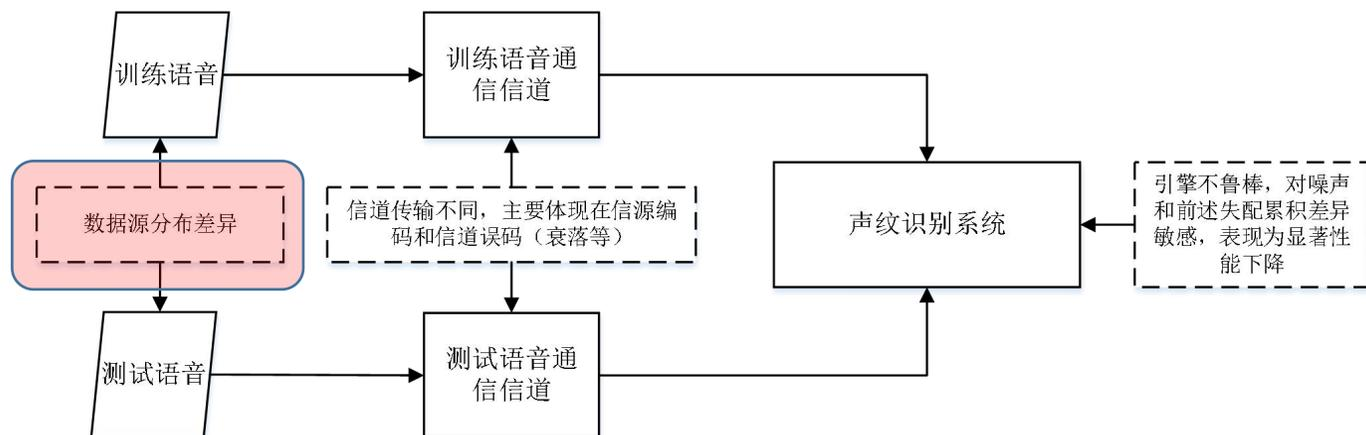 训练语音
训练语音通
信信道
数据源分布差异
信道传输不同，主要体现在信源编
码和信道误码（衰落等）
声纹识别系统
引擎不鲁棒，对噪声
和前述失配累积差异
敏感，表现为显著性
能下降
测试语音
测试语音通
信信道